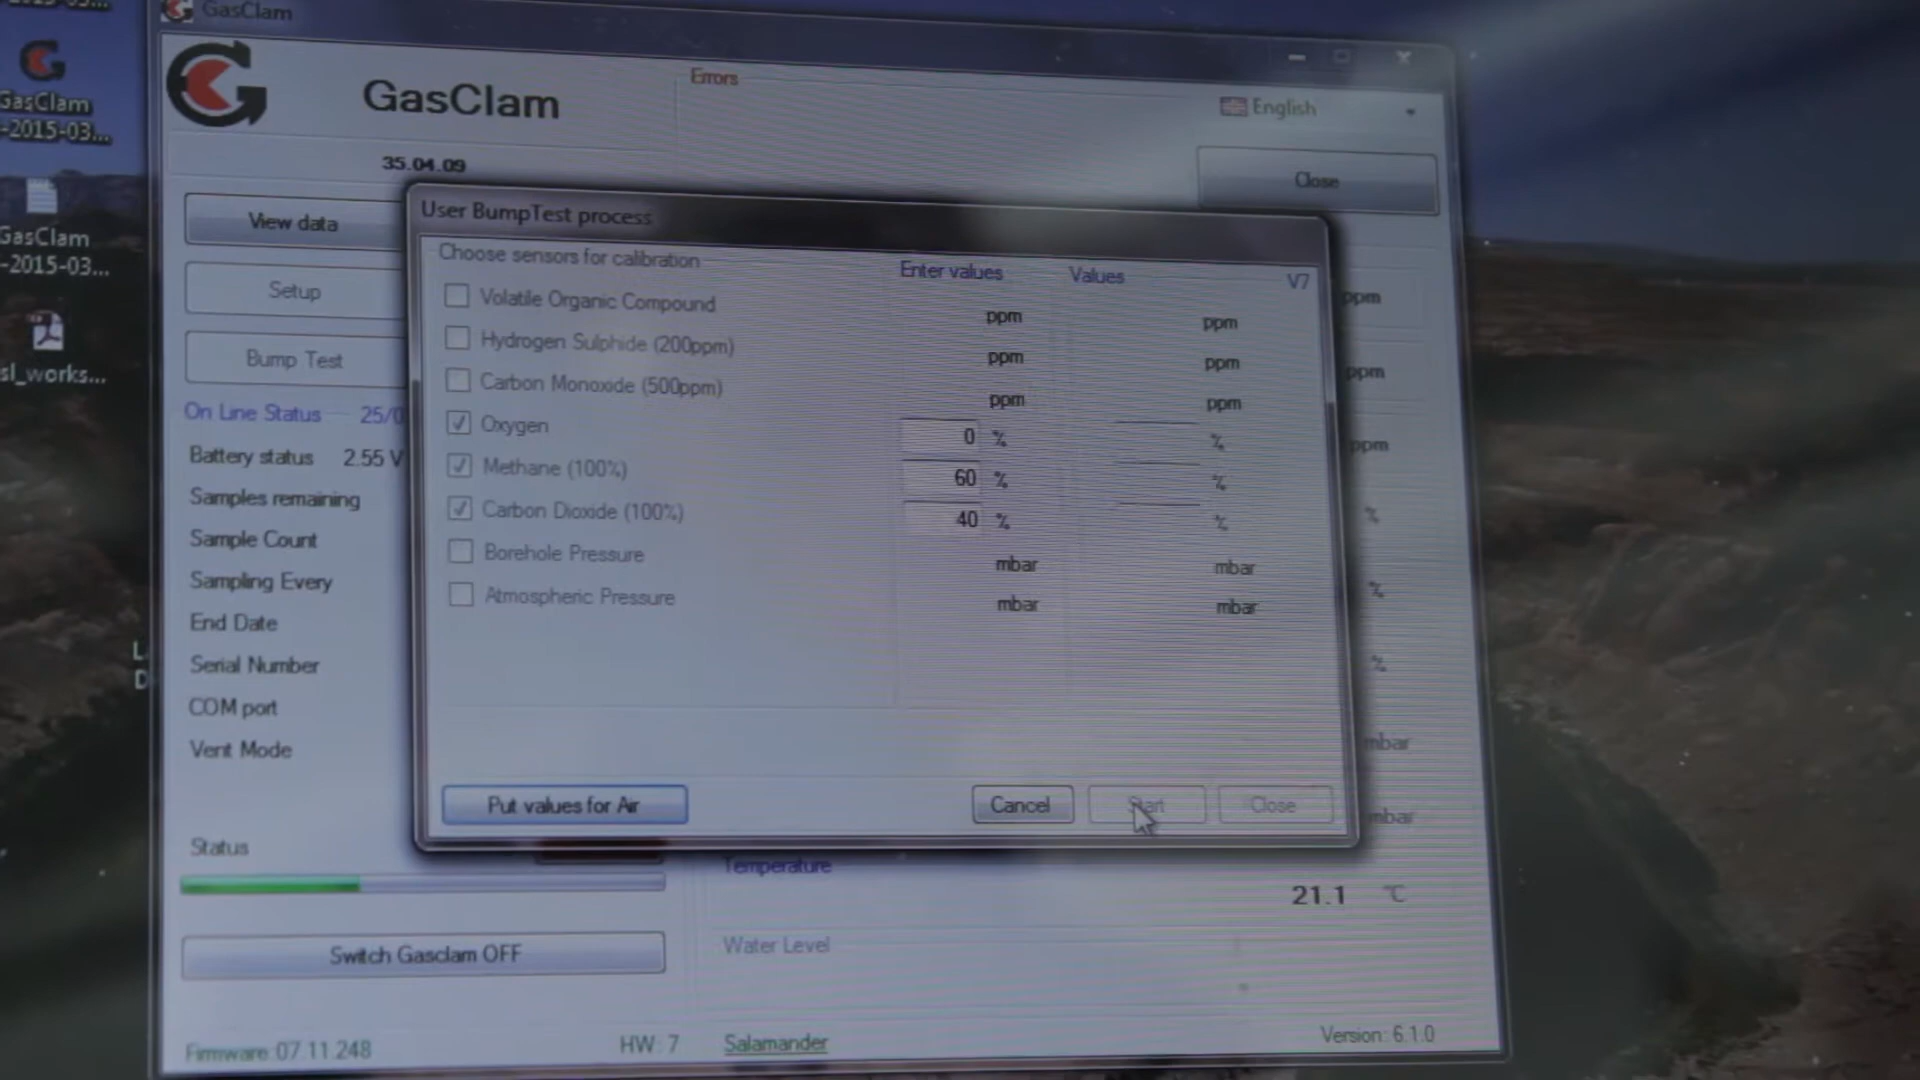 GasClam
GasClam
Errors
English
35.04.09
Close
GasClam
-2015-03...
GasClam
-2015-03...
sl_works...
View data
Setup
Bump Test
On Line Status 25/0
Battery status 2.55 V
Samples remaining
Sample Count
Sampling Every
End Date
Serial Number
COM port
Vent Mode
Status
Switch Gasclam OFF
Firmware: 07.11.248
HW: 7
Salamander
Version: 6.1.0
User BumpTest process
Choose sensors for calibration
Enter values
Values
V7
Volatile Organic Compound
ppm
ppm
ppm
Hydrogen Sulphide (200ppm)
ppm
ppm
ppm
Carbon Monoxide (500ppm)
ppm
ppm
ppm
Oxygen
0 %
%
%
Methane (100%)
60 %
%
%
Carbon Dioxide (100%)
40 %
%
%
Borehole Pressure
mbar
mbar
mbar
Atmospheric Pressure
mbar
mbar
mbar
Put values for Air
Cancel
Start
Close
Temperature
21.1 °C
Water Level